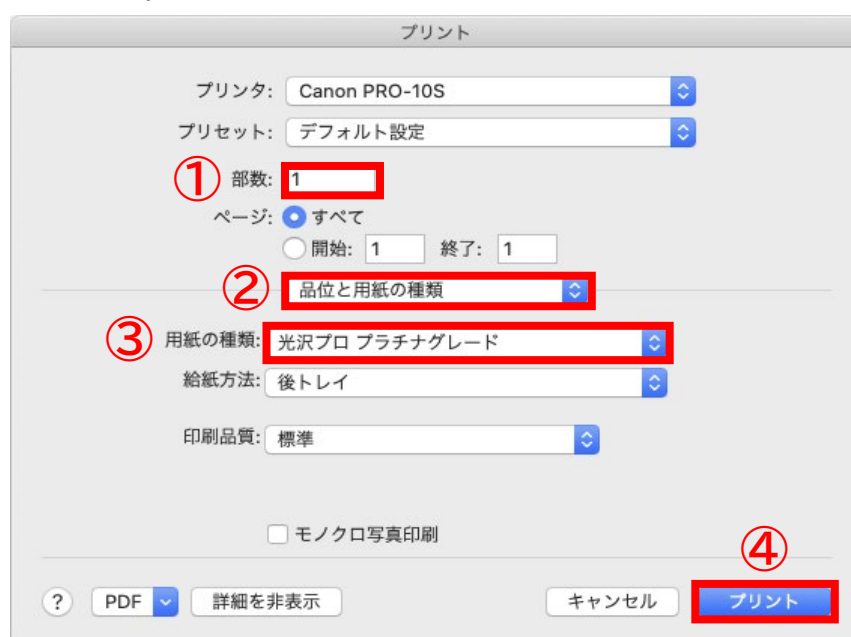 プリント
プリンタ: Canon PRO-10S
プリセット: デフォルト設定
① 部数: 1
ページ: すべて
開始: 1 終了: 1
② 品位と用紙の種類
③ 用紙の種類: 光沢プロ プラチナグレード
給紙方法: 後トレイ
印刷品質: 標準
モノクロ写真印刷
④
? PDF 詳細を非表示 キャンセル プリント